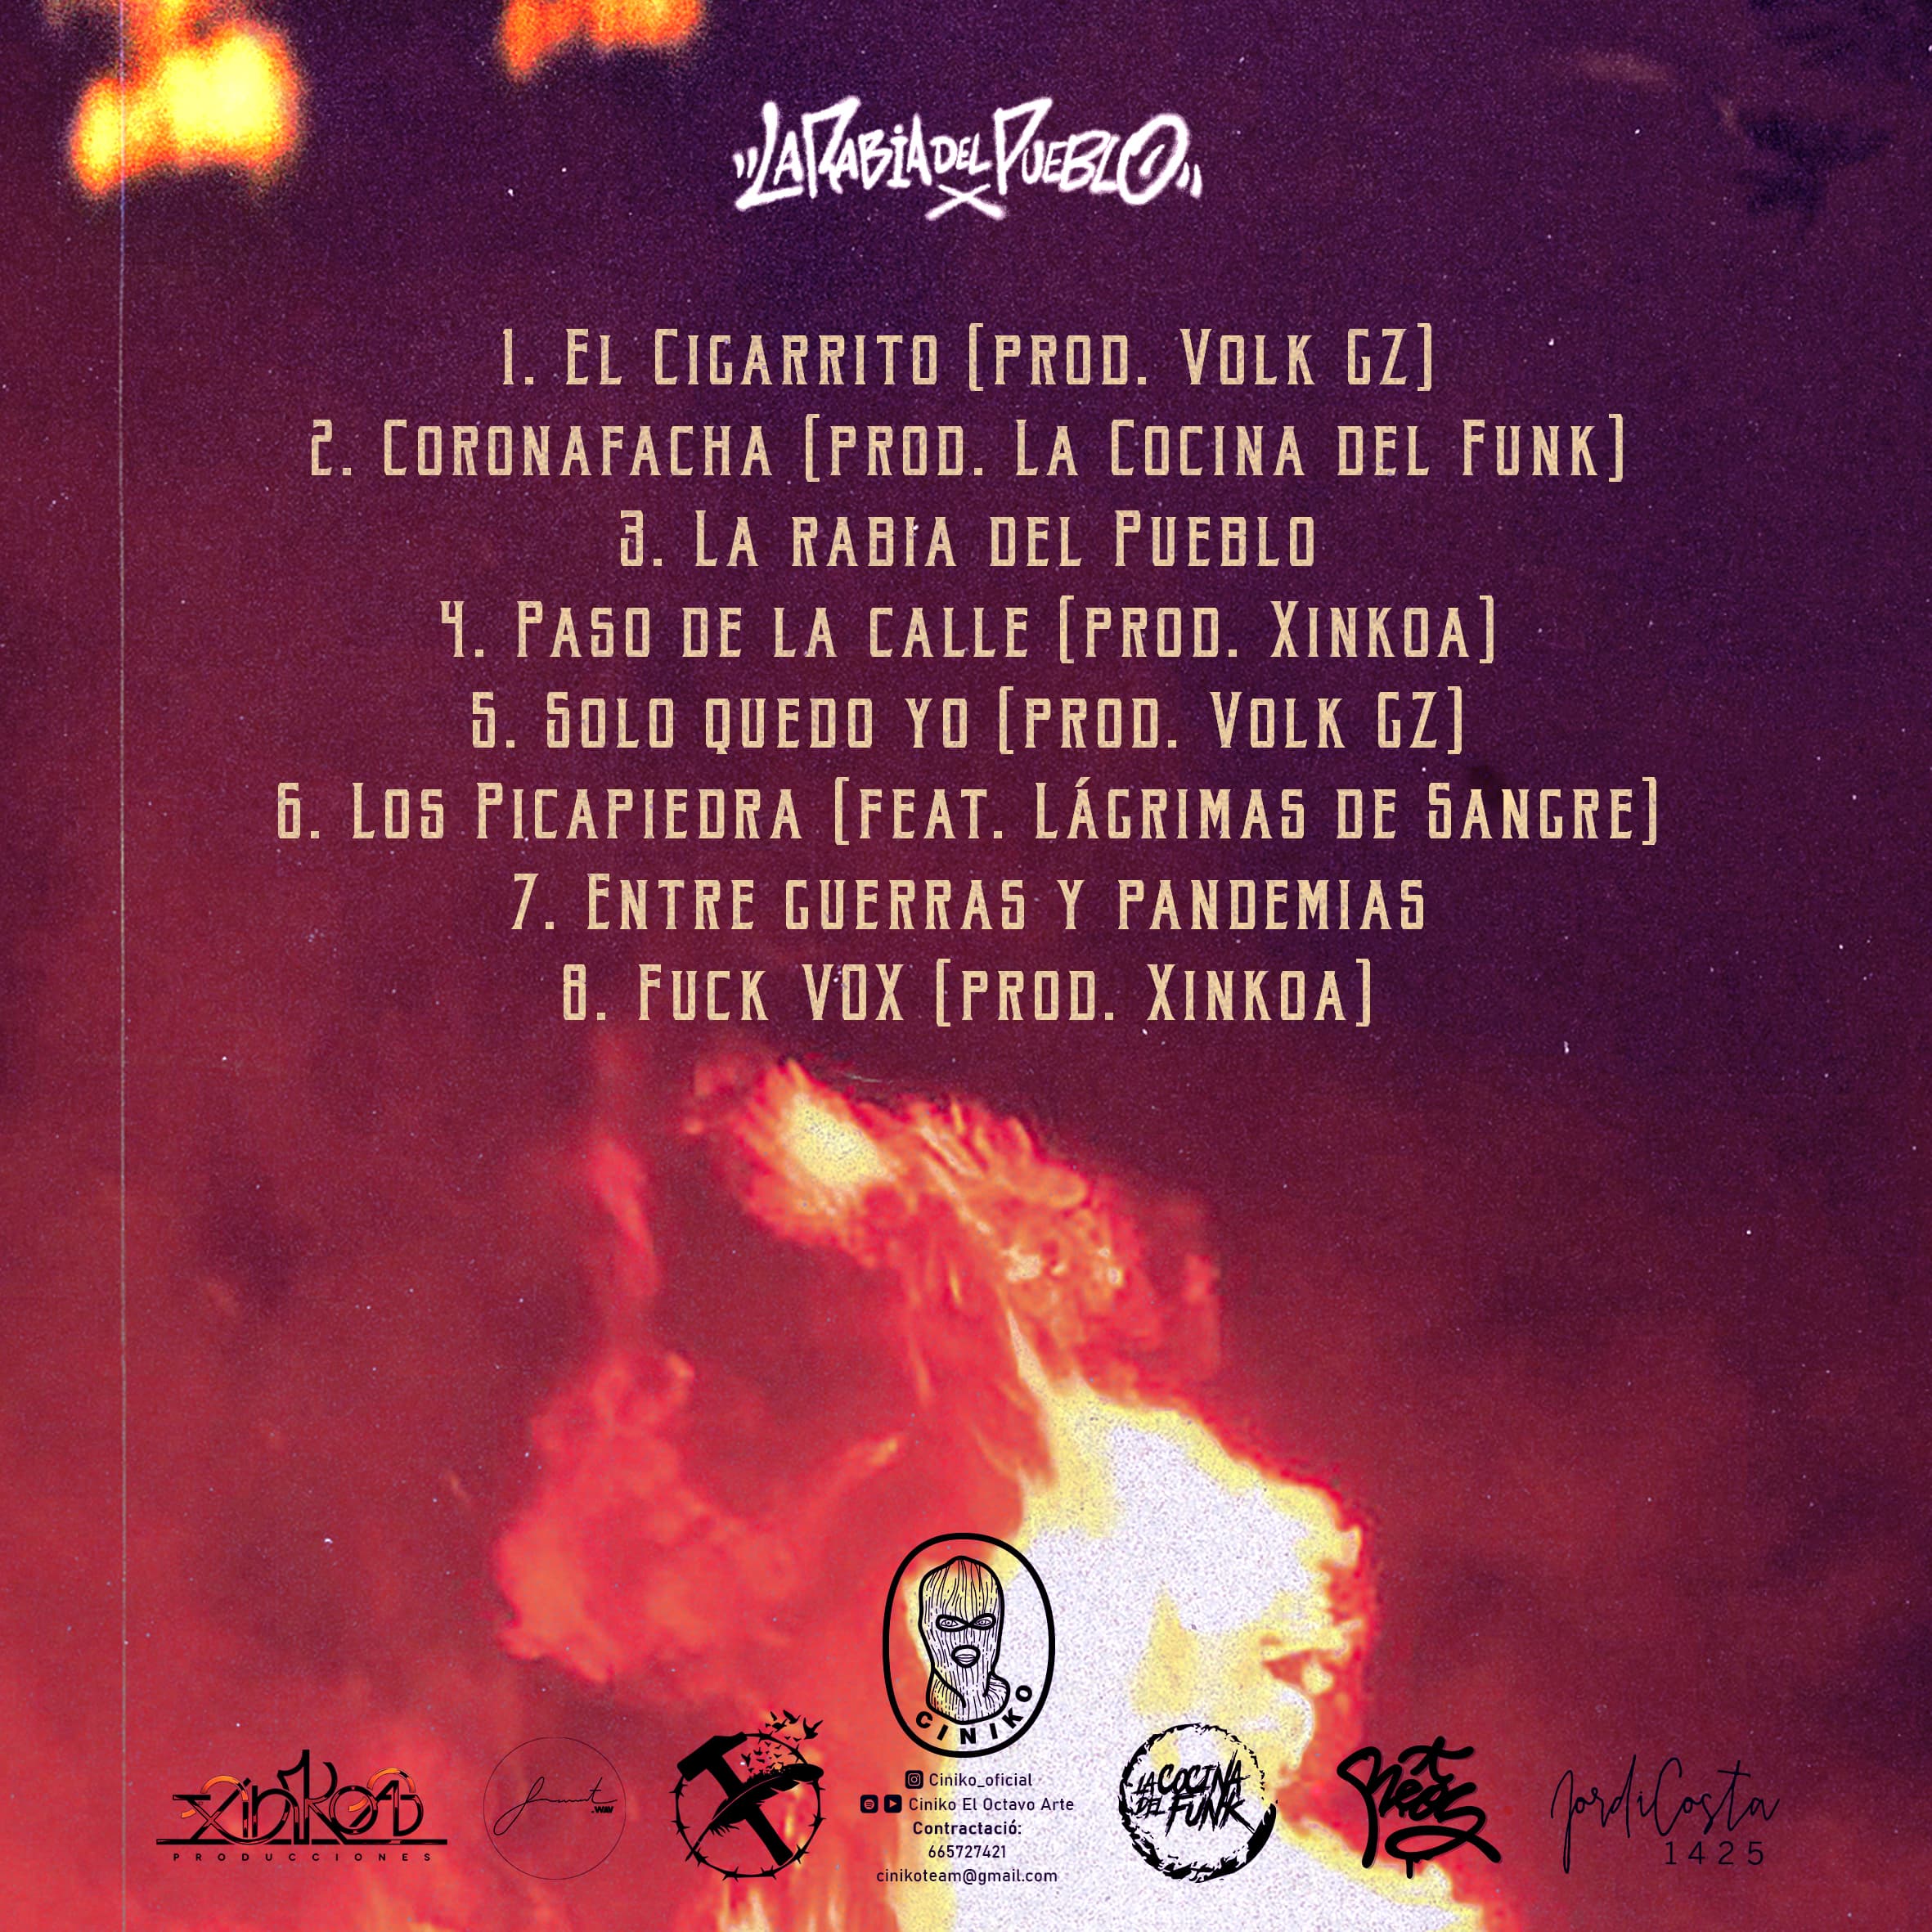 "LA RABIA DEL PUEBLO"
1. El Cigarrito [prod. Volk GZ]
2. Coronafacha [prod. La Cocina del Funk]
3. La rabia del Pueblo
4. Paso de la calle [prod. Xinkoa]
5. Solo quedo yo [prod. Volk GZ]
6. Los Picapiedra [feat. Lágrimas de Sangre]
7. Entre guerras y pandemias
8. Fuck VOX [prod. Xinkoa]
CINIKO
xinkoa
PRODUCCIONES
.WAV
Ciniko_oficial
Ciniko El Octavo Arte
Contractació:
665727421
cinikoteam@gmail.com
LA COCINA
DEL FUNK
JordiCosta
1425